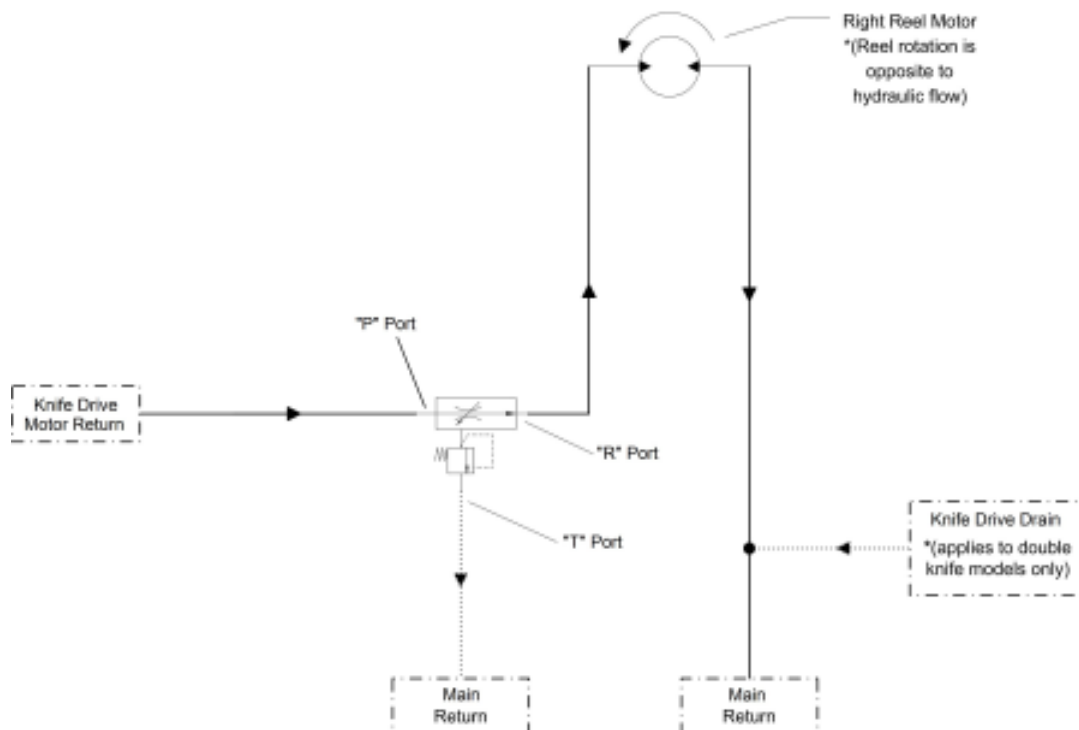 Right Reel Motor
*(Reel rotation is
opposite to
hydraulic flow)
"P" Port
Knife Drive
Motor Return
"R" Port
"T" Port
Knife Drive Drain
*(applies to double
knife models only)
Main
Return
Main
Return